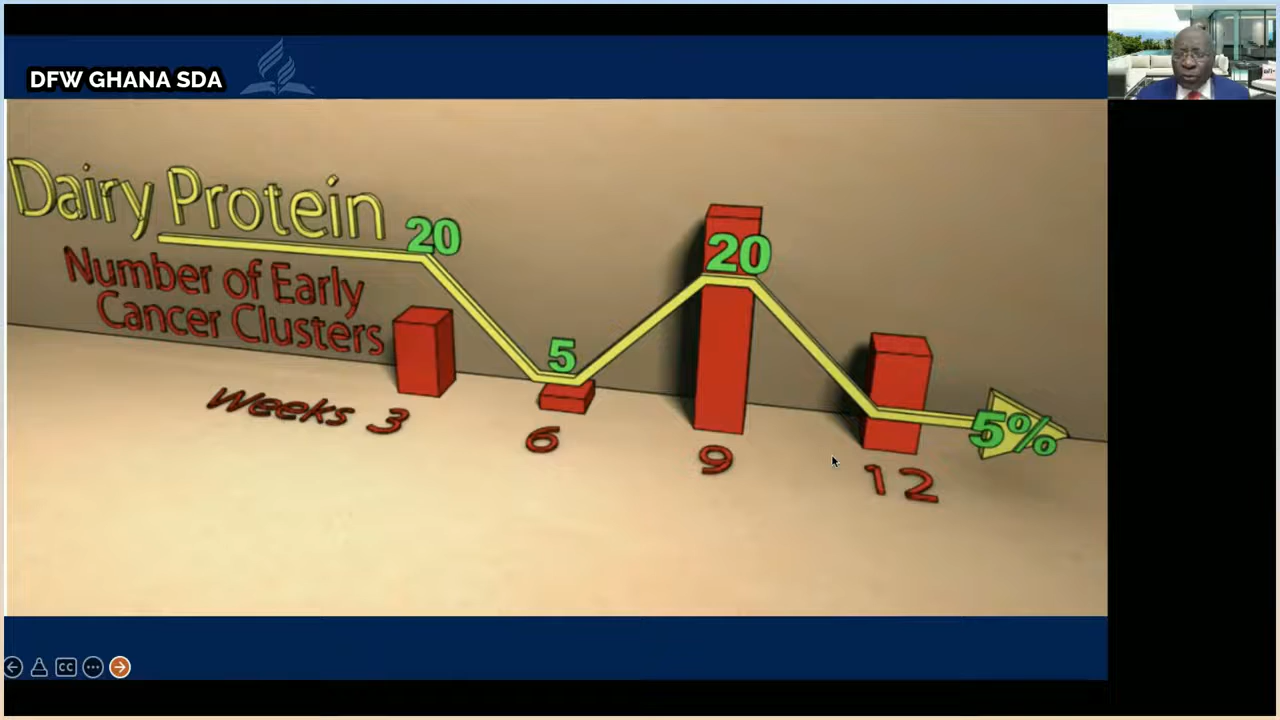 DFW GHANA SDA
Dairy Protein
20
20
Number of Early
Cancer Clusters
5
5%
Weeks 3
6
9
12
CC